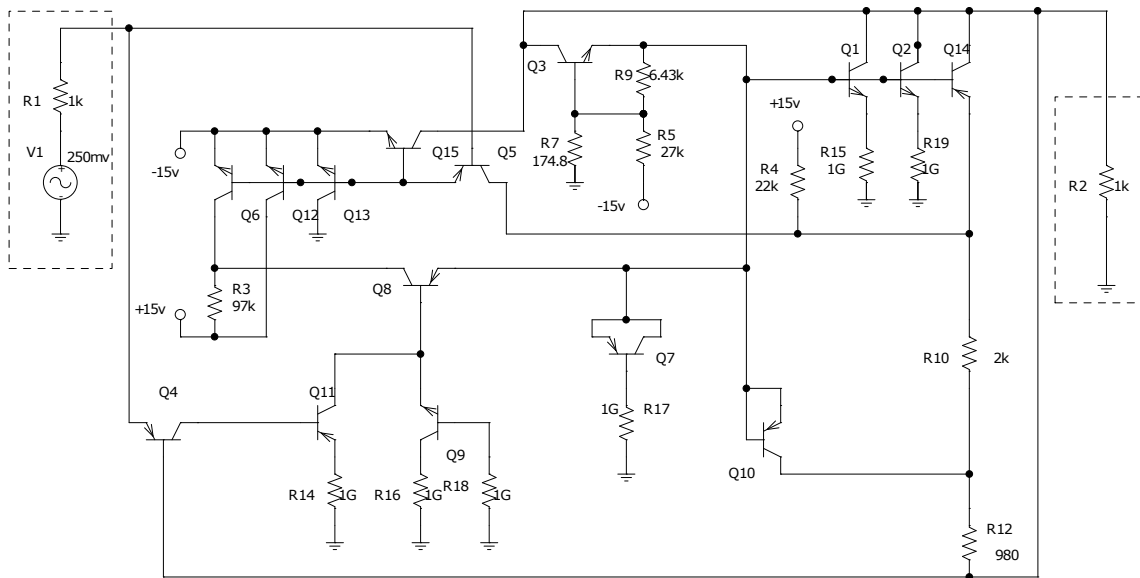 Q3
R9
6.43k
Q1
Q2
Q14
R1
1k
+15v
V1
250mv
-15v
Q15
Q5
R7
174.8
R5
27k
R4
22k
R15
1G
R19
1G
R2
1k
Q6
Q12
Q13
-15v
+15v
R3
97k
Q8
Q7
R10
2k
Q4
Q11
1G
R17
Q9
Q10
R14
1G
R16
1G
R18
1G
R12
980